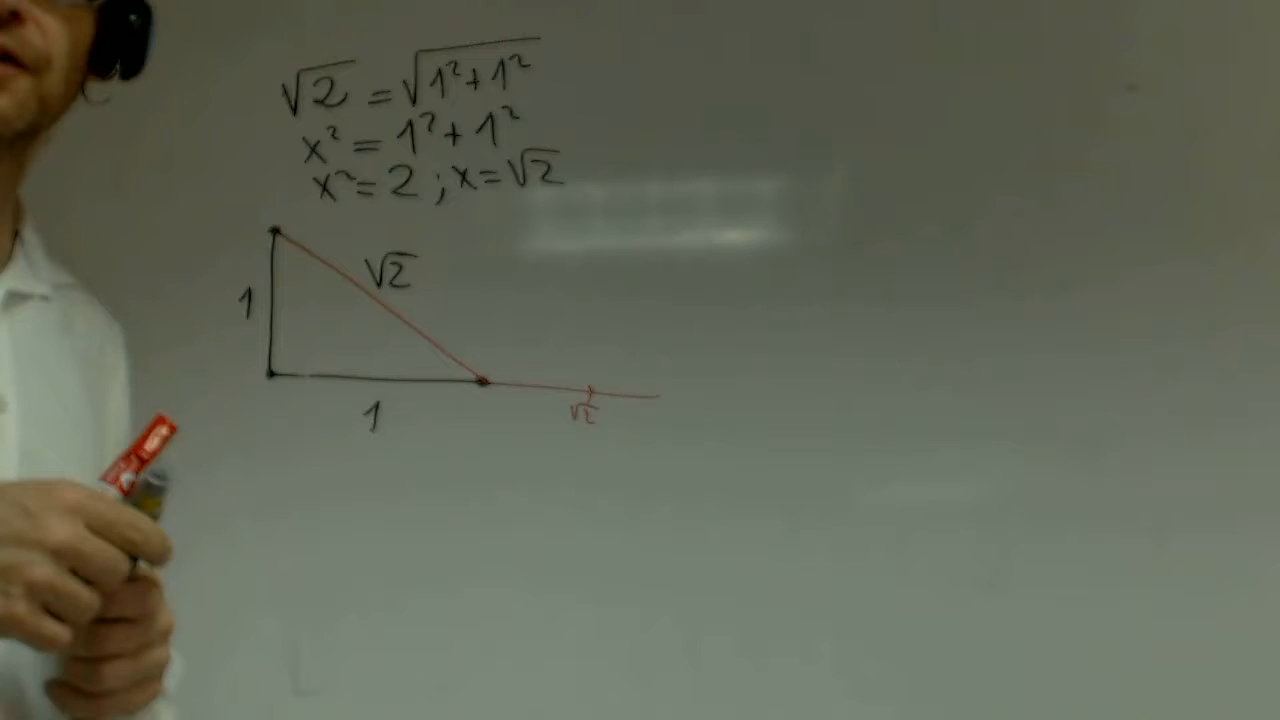 √2 = √1² + 1²
x² = 1² + 1²
x² = 2 ; x = √2
√2
1
1
√2